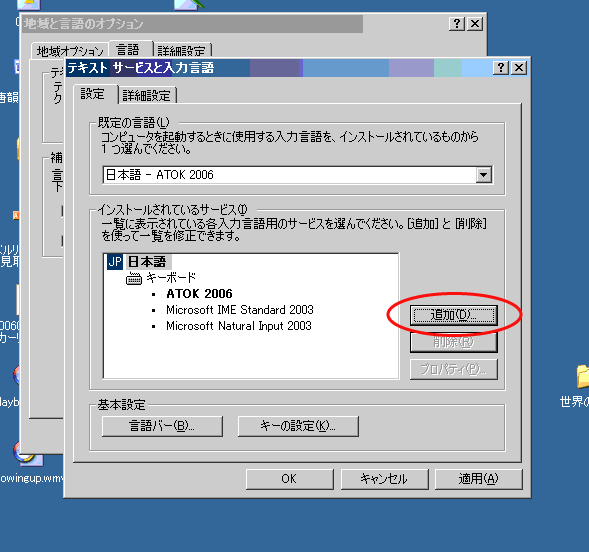 地域と言語のオプション
地域オプション 言語 詳細設定
テキスト サービスと入力言語
設定 詳細設定
既定の言語(L)
コンピュータを起動するときに使用する入力言語を、インストールされているものから
1 つ選んでください。
日本語 - ATOK 2006
インストールされているサービス(I)
一覧に表示されている各入力言語用のサービスを選んでください。[追加] と [削除]
を使って一覧を修正できます。
JP 日本語
キーボード
ATOK 2006
Microsoft IME Standard 2003
Microsoft Natural Input 2003
追加(D)...
削除(R)
プロパティ(P)...
基本設定
言語バー(B)...
キーの設定(K)...
OK
キャンセル
適用(A)
世界の
owingup.wmv